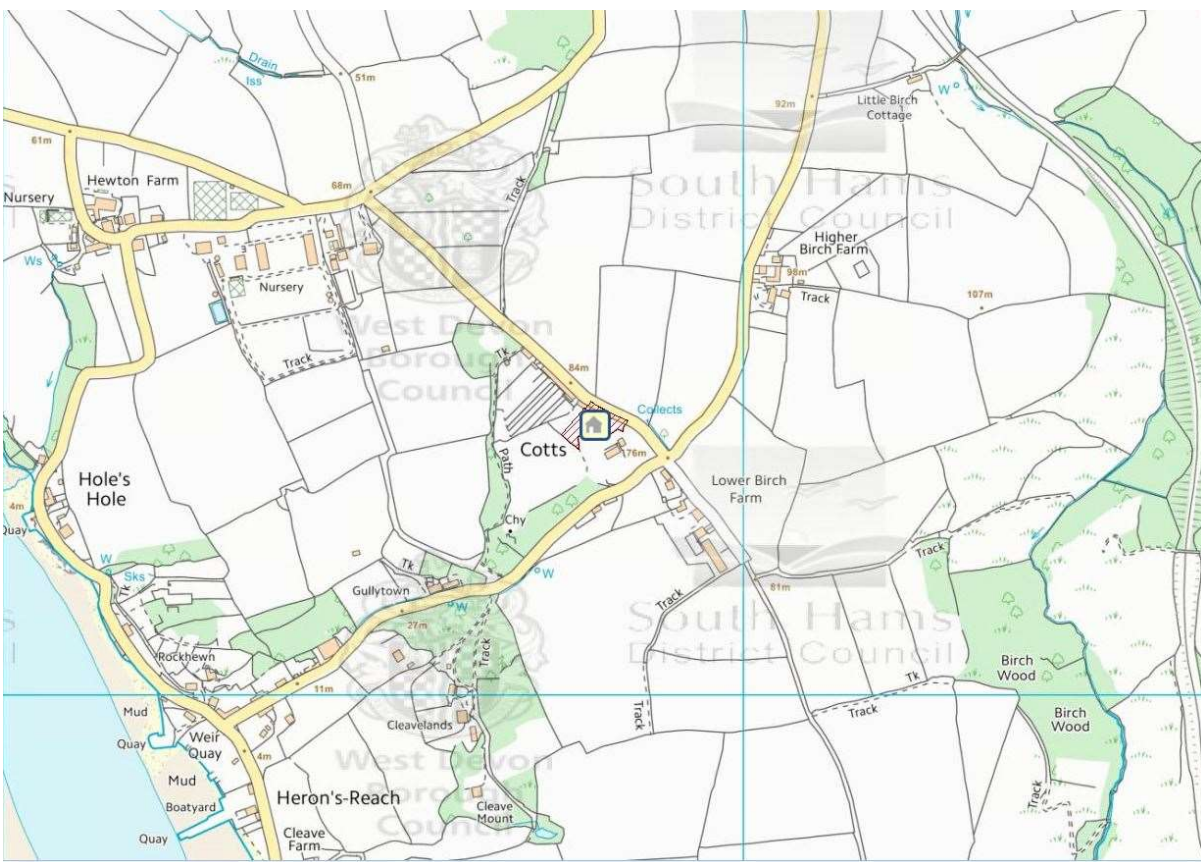 Drain
Iss
51m
92m
Little Birch
Cottage
W
61m
Nursery
Hewton Farm
68m
Track
South Hams
District Council
Higher
Birch Farm
98m
Track
107m
Ws
Nursery
Track
West Devon
Borough
Council
Tk
84m
Collects
Cotts
76m
Path
Hole's
Hole
4m
Quay
Lower Birch
Farm
Chy
W
Sks
Tk
Tk
Gullytown
W
W
27m
Track
Track
81m
South Hams
District Council
Rockhewn
Track
11m
Birch
Wood
Tk
Track
Track
Birch
Wood
Mud
Quay
Weir
Quay
Cleavelands
4m
West Devon
Borough
Council
Mud
Boatyard
Heron's-Reach
Cleave
Mount
Track
Quay
Cleave
Farm